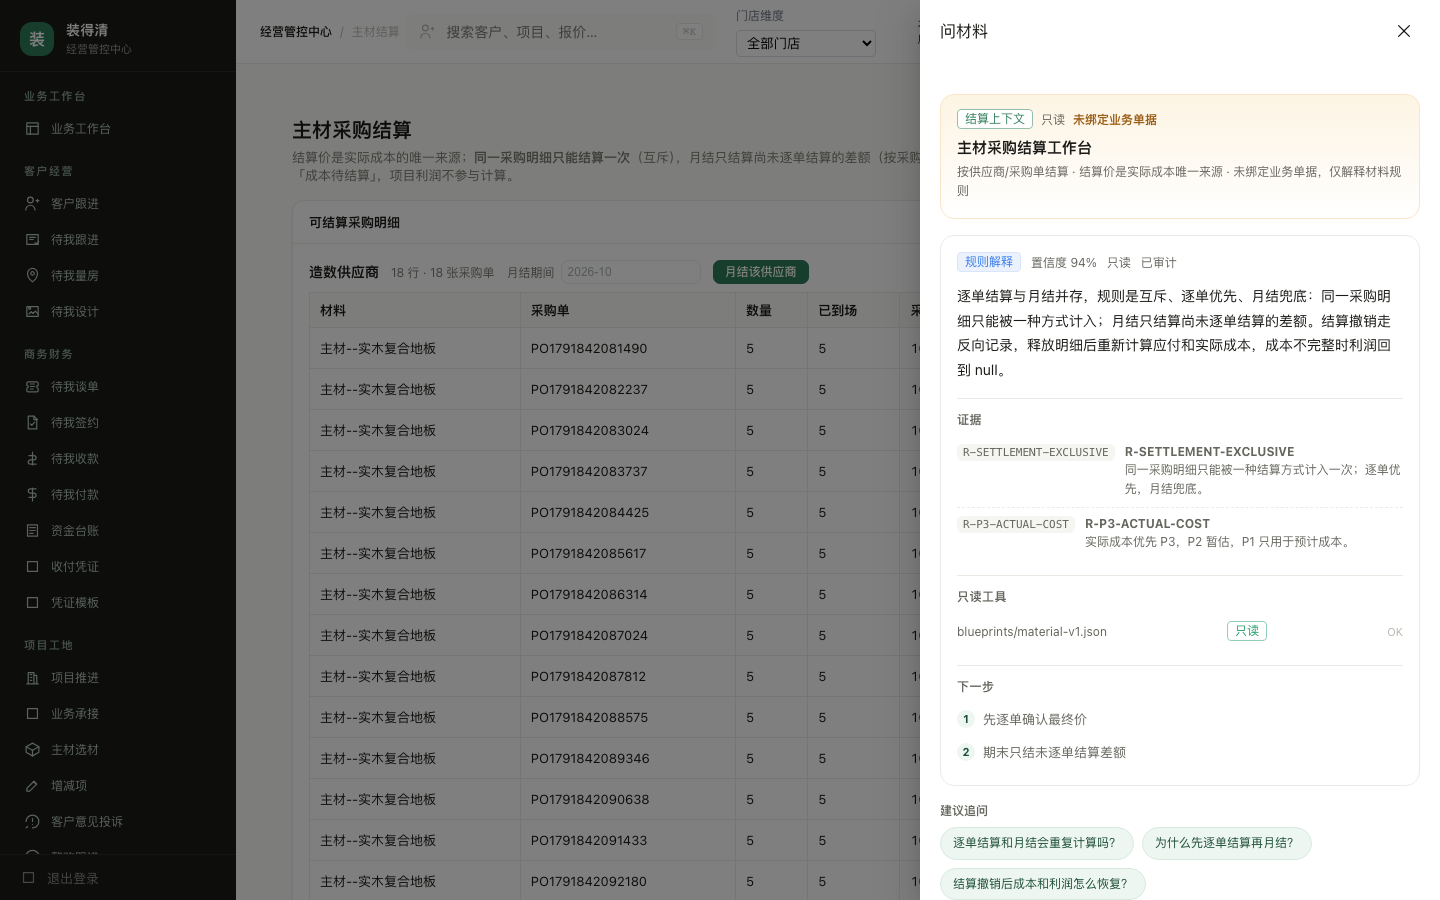 装
装得清
经营管控中心
业务工作台
业务工作台
客户经营
客户跟进
待我跟进
待我量房
待我设计
商务财务
待我谈单
待我签约
待我收款
待我付款
资金台账
收付凭证
凭证模板
项目工地
项目推进
业务承接
主材选材
增减项
客户意见投诉
退出登录
经营管控中心 / 主材结算
搜索客户、项目、报价...
⌘K
门店维度
全部门店
主材采购结算
结算价是实际成本的唯一来源；同一采购明细只能结算一次（互斥），月结只结算尚未逐单结算的差额（按采购
「成本待结算」，项目利润不参与计算。
可结算采购明细
造数供应商 18 行 · 18 张采购单 月结期间 2026-10 月结该供应商
材料 采购单 数量 已到场 采
主材--实木复合地板 PO1791842081490 5 5
主材--实木复合地板 PO1791842082237 5 5
主材--实木复合地板 PO1791842083024 5 5
主材--实木复合地板 PO1791842083737 5 5
主材--实木复合地板 PO1791842084425 5 5
主材--实木复合地板 PO1791842085617 5 5
主材--实木复合地板 PO1791842086314 5 5
主材--实木复合地板 PO1791842087024 5 5
主材--实木复合地板 PO1791842087812 5 5
主材--实木复合地板 PO1791842088575 5 5
主材--实木复合地板 PO1791842089346 5 5
主材--实木复合地板 PO1791842090638 5 5
主材--实木复合地板 PO1791842091433 5 5
主材--实木复合地板 PO1791842092180 5 5
问材料
结算上下文 只读 未绑定业务单据
主材采购结算工作台
按供应商/采购单结算 · 结算价是实际成本唯一来源 · 未绑定业务单据，仅解释材料规
则
规则解释 置信度 94% 只读 已审计
逐单结算与月结并存，规则是互斥、逐单优先、月结兜底：同一采购明
细只能被一种方式计入；月结只结算尚未逐单结算的差额。结算撤销走
反向记录，释放明细后重新计算应付和实际成本，成本不完整时利润回
到 null。
证据
R-SETTLEMENT-EXCLUSIVE R-SETTLEMENT-EXCLUSIVE
同一采购明细只能被一种结算方式计入一次；逐单优
先，月结兜底。
R-P3-ACTUAL-COST R-P3-ACTUAL-COST
实际成本优先 P3，P2 暂估，P1 只用于预计成本。
只读工具
blueprints/material-v1.json 只读 OK
下一步
1 先逐单确认最终价
2 期末只结未逐单结算差额
建议追问
逐单结算和月结会重复计算吗？
为什么先逐单结算再月结？
结算撤销后成本和利润怎么恢复？